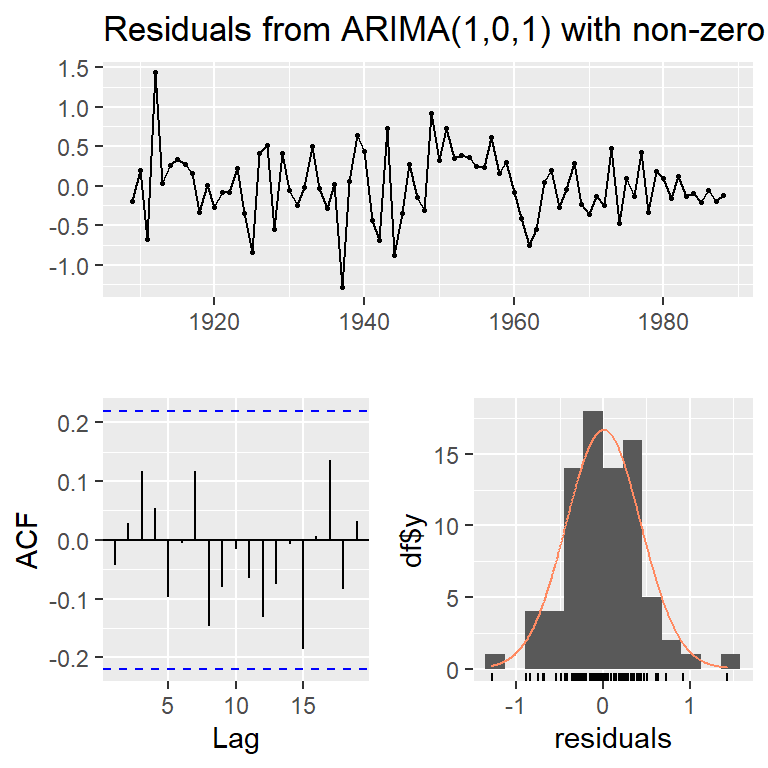 Residuals from ARIMA(1,0,1) with non-zero
1.5
1.0
0.5
0.0
-0.5
-1.0
1920 1940 1960 1980
ACF
0.2
0.1
0.0
-0.1
-0.2
5 10 15
Lag
df$y
15
10
5
0
-1 0 1
residuals